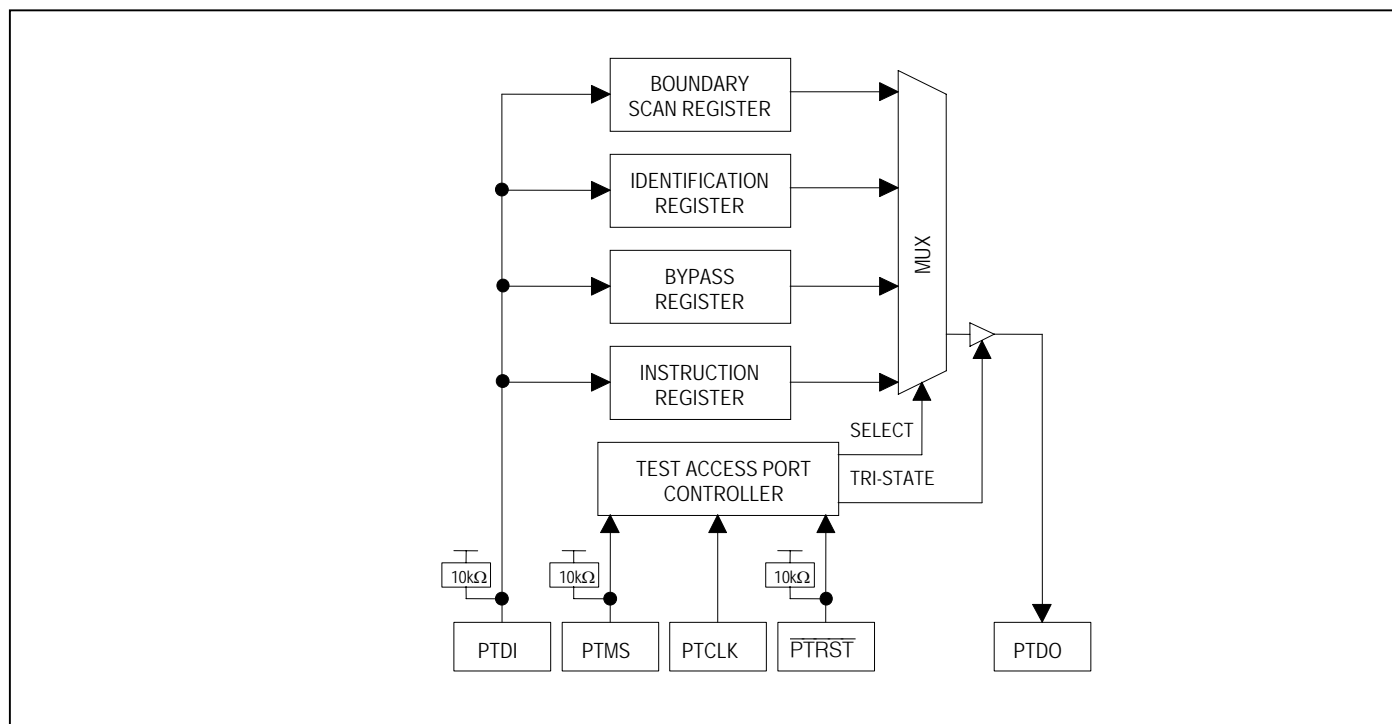 BOUNDARY
SCAN REGISTER
IDENTIFICATION
REGISTER
BYPASS
REGISTER
INSTRUCTION
REGISTER
MUX
SELECT
TEST ACCESS PORT
CONTROLLER
TRI-STATE
10kΩ
10kΩ
10kΩ
PTDI
PTMS
PTCLK
PTRST
PTDO